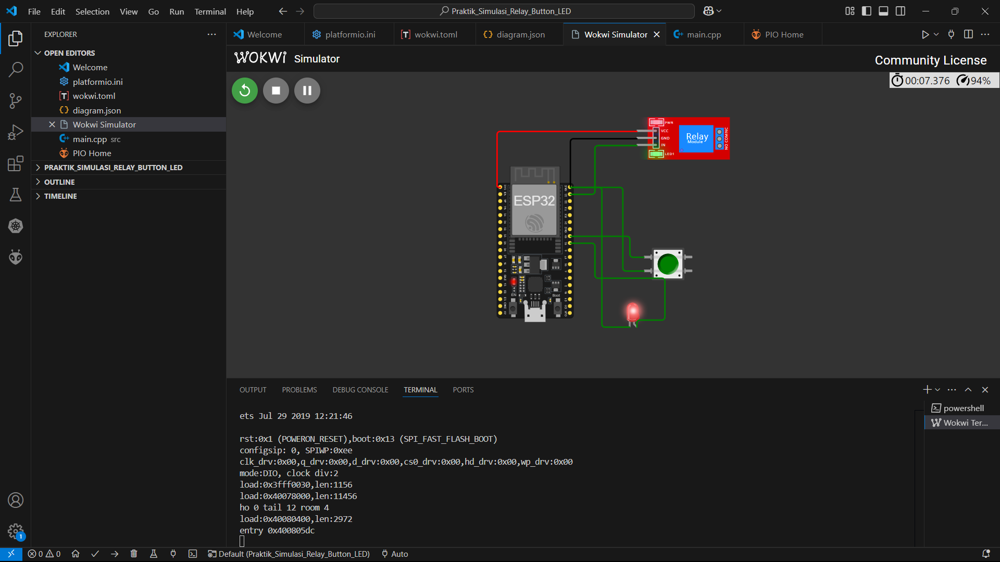 File Edit Selection View Go Run Terminal Help
Praktik_Simulasi_Relay_Button_LED
EXPLORER
OPEN EDITORS
Welcome
platformio.ini
wokwi.toml
diagram.json
Wokwi Simulator
main.cpp src
PIO Home
PRAKTIK_SIMULASI_RELAY_BUTTON_LED
OUTLINE
TIMELINE
1
Welcome platformio.ini wokwi.toml diagram.json Wokwi Simulator main.cpp PIO Home
WOKWi Simulator
Community License
00:07.376 94%
PWR
VCC
GND
IN
LED1
Relay
Module
NO COM NC
ESP32
EN
Boot
OUTPUT PROBLEMS DEBUG CONSOLE TERMINAL PORTS
powershell
Wokwi Ter...
ets Jul 29 2019 12:21:46
rst:0x1 (POWERON_RESET),boot:0x13 (SPI_FAST_FLASH_BOOT)
configsip: 0, SPIWP:0xee
clk_drv:0x00,q_drv:0x00,d_drv:0x00,cs0_drv:0x00,hd_drv:0x00,wp_drv:0x00
mode:DIO, clock div:2
load:0x3fff0030,len:1156
load:0x40078000,len:11456
ho 0 tail 12 room 4
load:0x40080400,len:2972
entry 0x400805dc
0 0 Default (Praktik_Simulasi_Relay_Button_LED) Auto